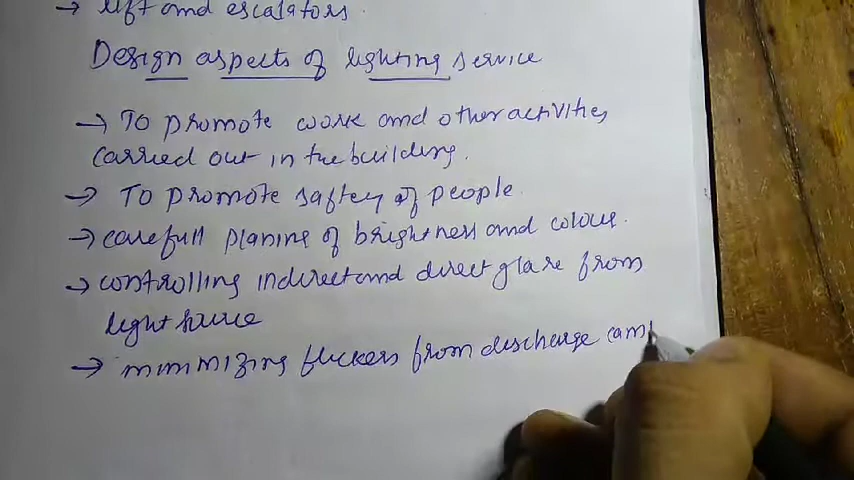 → lift and escalators.
Design aspects of lighting service
→ To promote work and other activities
carried out in the building.
→ To promote saftey of people.
→ carefull planing of brightness and colour.
→ controlling indirect and direct glare from
light source
→ minimizing flickers from discharge